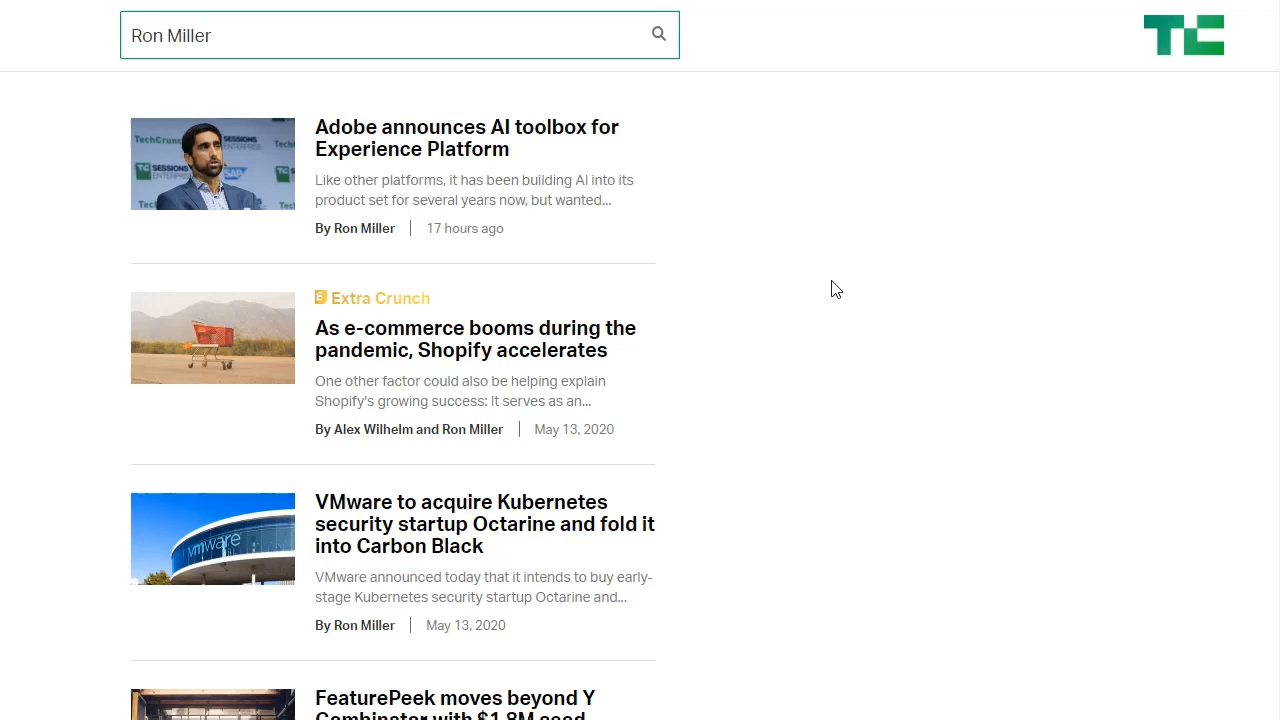 Ron Miller
TC
TechCrunch
SESSIONS
ENTERPRISE
Adobe announces AI toolbox for
Experience Platform
Like other platforms, it has been building AI into its
product set for several years now, but wanted...
By Ron Miller | 17 hours ago
Extra Crunch
As e-commerce booms during the
pandemic, Shopify accelerates
One other factor could also be helping explain
Shopify's growing success: It serves as an...
By Alex Wilhelm and Ron Miller | May 13, 2020
vmware
VMware to acquire Kubernetes
security startup Octarine and fold it
into Carbon Black
VMware announced today that it intends to buy early-
stage Kubernetes security startup Octarine and...
By Ron Miller | May 13, 2020
FeaturePeek moves beyond Y
Combinator with $1.8M seed